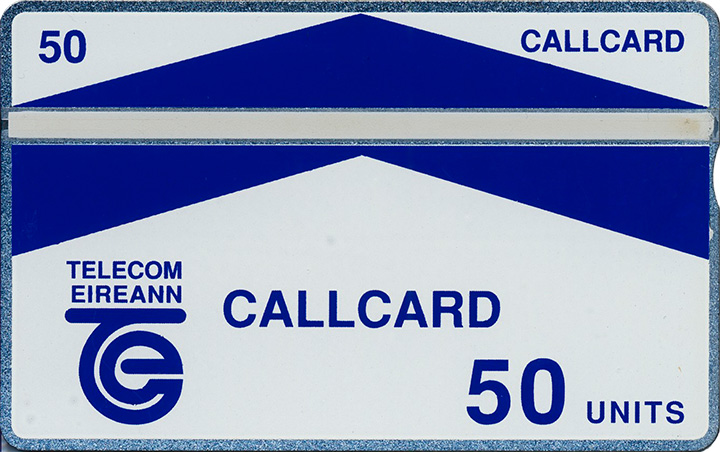 50
CALLCARD
TELECOM
EIREANN
CALLCARD
50 UNITS